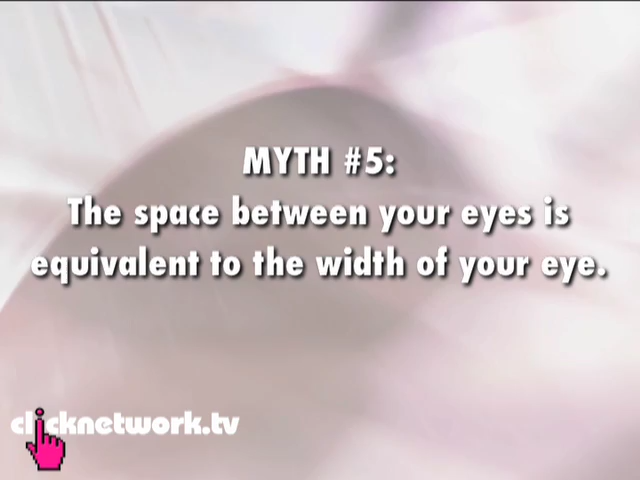 MYTH #5:
The space between your eyes is
equivalent to the width of your eye.
clicknetwork.tv